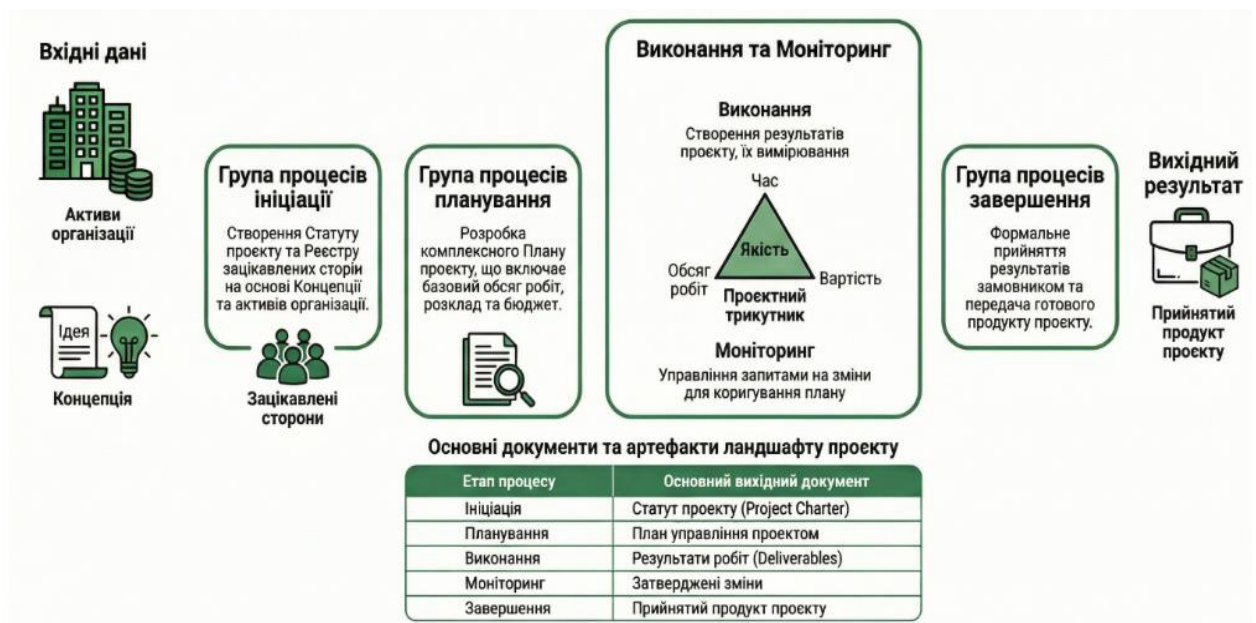 Вхідні дані
Активи
організації
Ідея
Концепція
Група процесів
ініціації
Створення Статуту
проєкту та Реєстру
зацікавлених сторін
на основі Концепції
та активів організації.
Зацікавлені
сторони
Група процесів
планування
Розробка
комплексного Плану
проєкту, що включає
базовий обсяг робіт,
розклад та бюджет.
Виконання та Моніторинг
Виконання
Створення результатів
проєкту, їх вимірювання
Час
Якість
Обсяг
робіт
Вартість
Проєктний
трикутник
Моніторинг
Управління запитами на зміни
для коригування плану
Група процесів
завершення
Формальне
прийняття
результатів
замовником та
передача готового
продукту проєкту.
Вихідний
результат
Прийнятий
продукт
проєкту
Основні документи та артефакти ландшафту проєкту
Етап процесу Основний вихідний документ
Ініціація Статут проекту (Project Charter)
Планування План управління проектом
Виконання Результати робіт (Deliverables)
Моніторинг Затверджені зміни
Завершення Прийнятий продукт проєкту